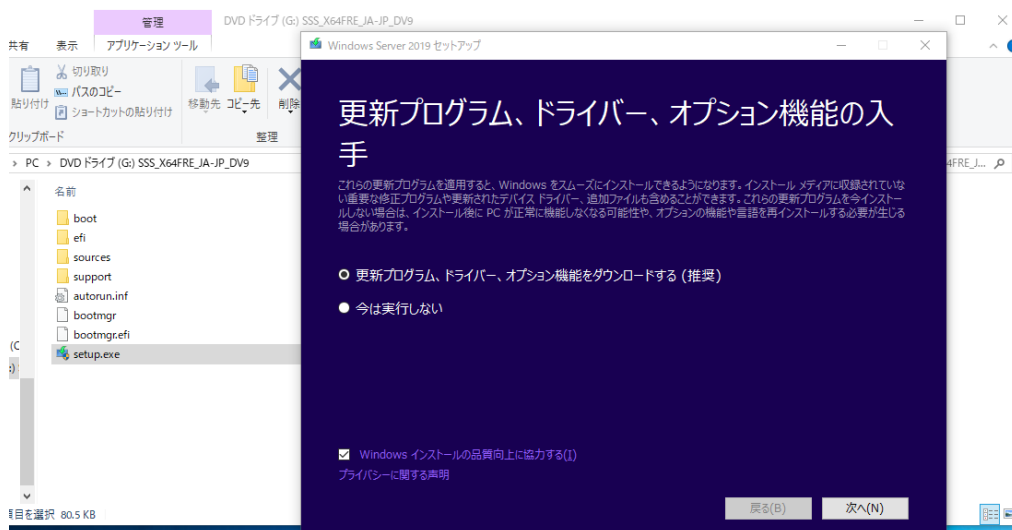 管理
DVD ドライブ (G:) SSS_X64FRE_JA-JP_DV9
共有
表示
アプリケーション ツール
貼り付け
切り取り
パスのコピー
ショートカットの貼り付け
移動先
コピー先
削除
クリップボード
整理
PC > DVD ドライブ (G:) SSS_X64FRE_JA-JP_DV9
4FRE_J...
名前
boot
efi
sources
support
autorun.inf
bootmgr
bootmgr.efi
setup.exe
(C
:)
項目を選択 80.5 KB
Windows Server 2019 セットアップ
更新プログラム、ドライバー、オプション機能の入
手
これらの更新プログラムを適用すると、Windows をスムーズにインストールできるようになります。インストール メディアに収録されていな
い重要な修正プログラムや更新されたデバイス ドライバー、追加ファイルも含めることができます。これらの更新プログラムを今インストー
ルしない場合は、インストール後に PC が正常に機能しなくなる可能性や、オプションの機能や言語を再インストールする必要が生じる
場合があります。
更新プログラム、ドライバー、オプション機能をダウンロードする (推奨)
今は実行しない
Windows インストールの品質向上に協力する(I)
プライバシーに関する声明
戻る(B)
次へ(N)